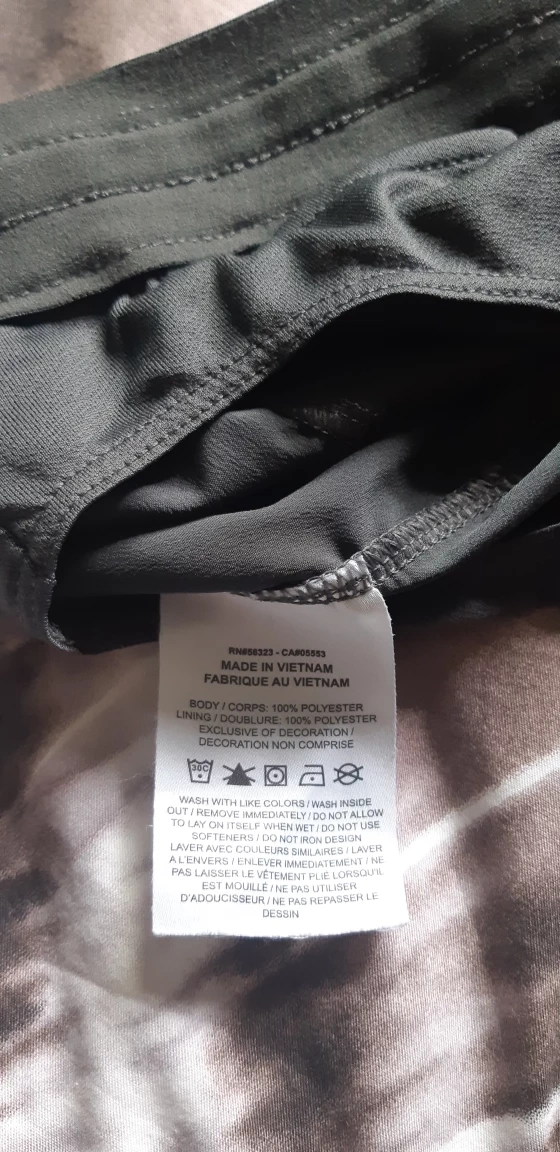 RN#56323 - CA#05553
MADE IN VIETNAM
FABRIQUE AU VIETNAM
BODY / CORPS: 100% POLYESTER
LINING / DOUBLURE: 100% POLYESTER
EXCLUSIVE OF DECORATION /
DECORATION NON COMPRISE
30C
WASH WITH LIKE COLORS / WASH INSIDE
OUT / REMOVE IMMEDIATELY / DO NOT ALLOW
TO LAY ON ITSELF WHEN WET / DO NOT USE
SOFTENERS / DO NOT IRON DESIGN
LAVER AVEC COULEURS SIMILAIRES / LAVER
A L'ENVERS / ENLEVER IMMEDIATEMENT / NE
PAS LAISSER LE VÊTEMENT PLIÉ LORSQU'IL
EST MOUILLÉ / NE PAS UTILISER
D'ADOUCISSEUR / NE PAS REPASSER LE
DESSIN